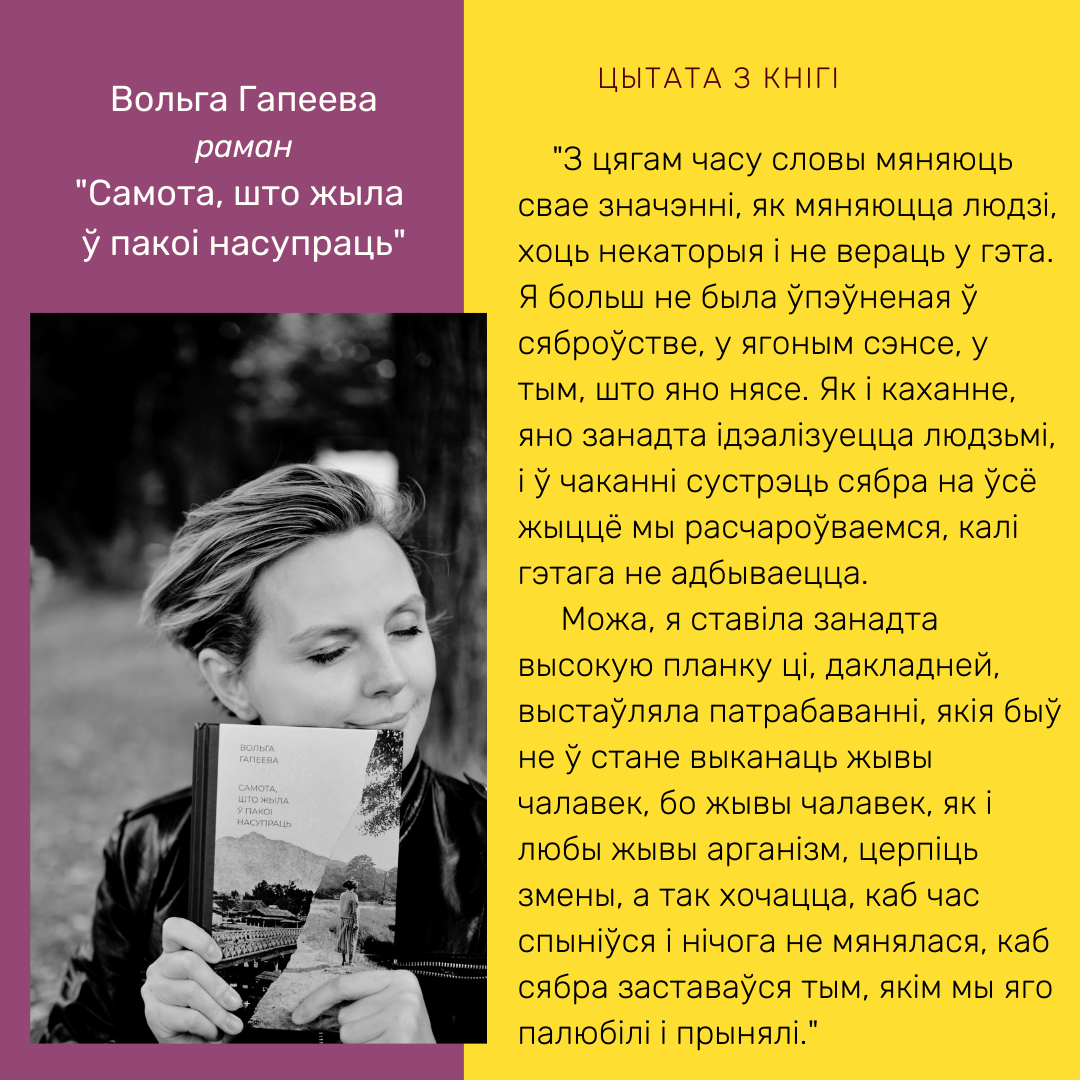 Вольга Гапеева
раман
"Самота, што жыла
ў пакоі насупраць"
ВОЛЬГА
ГАПЕЕВА
САМОТА,
ШТО ЖЫЛА
Ў ПАКОІ
НАСУПРАЦЬ
ЦЫТАТА З КНІГІ
"З цягам часу словы мяняюць
свае значэнні, як мяняюцца людзі,
хоць некаторыя і не вераць у гэта.
Я больш не была ўпэўненая ў
сяброўстве, у ягоным сэнсе, у
тым, што яно нясе. Як і каханне,
яно занадта ідэалізуецца людзьмі,
і ў чаканні сустрэць сябра на ўсё
жыццё мы расчароўваемся, калі
гэтага не адбываецца.
Можа, я ставіла занадта
высокую планку ці, дакладней,
выстаўляла патрабаванні, якія быў
не ў стане выканаць жывы
чалавек, бо жывы чалавек, як і
любы жывы арганізм, церпіць
змены, а так хочацца, каб час
спыніўся і нічога не мянялася, каб
сябра заставаўся тым, якім мы яго
палюбілі і прынялі."